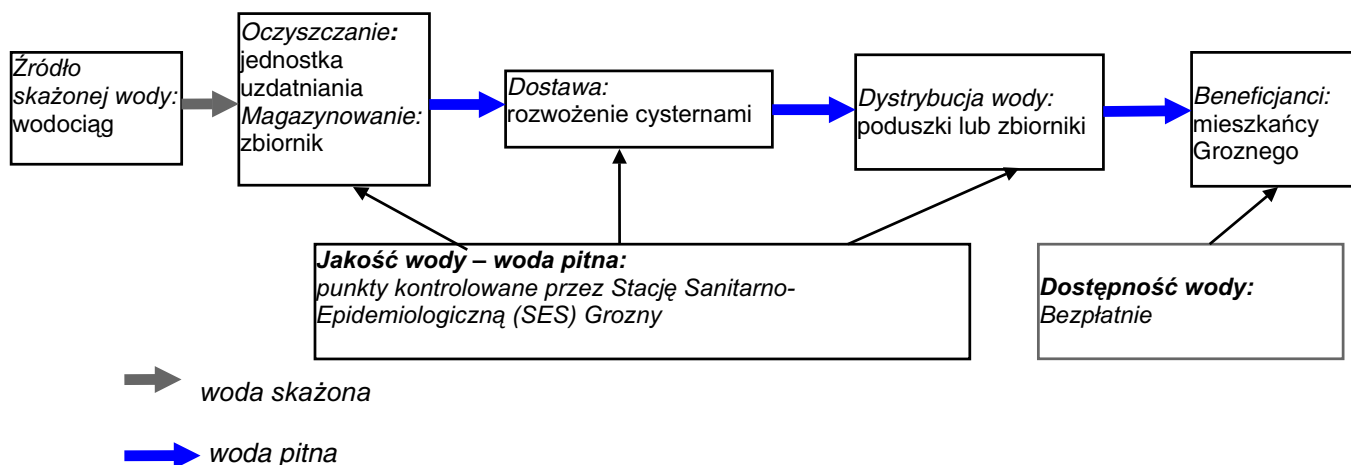 Źródło
skażonej wody:
wodociąg
Oczyszczanie:
jednostka
uzdatniania
Magazynowanie:
zbiornik
Dostawa:
rozwożenie cysternami
Dystrybucja wody:
poduszki lub zbiorniki
Beneficjanci:
mieszkańcy
Groznego
Jakość wody – woda pitna:
punkty kontrolowane przez Stację Sanitarno-
Epidemiologiczną (SES) Grozny
Dostępność wody:
Bezpłatnie
woda skażona
woda pitna